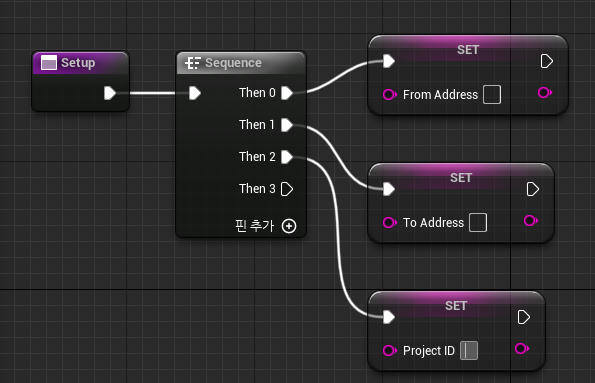 Setup
Sequence
Then 0
Then 1
Then 2
Then 3
핀 추가
SET
From Address
SET
To Address
SET
Project ID